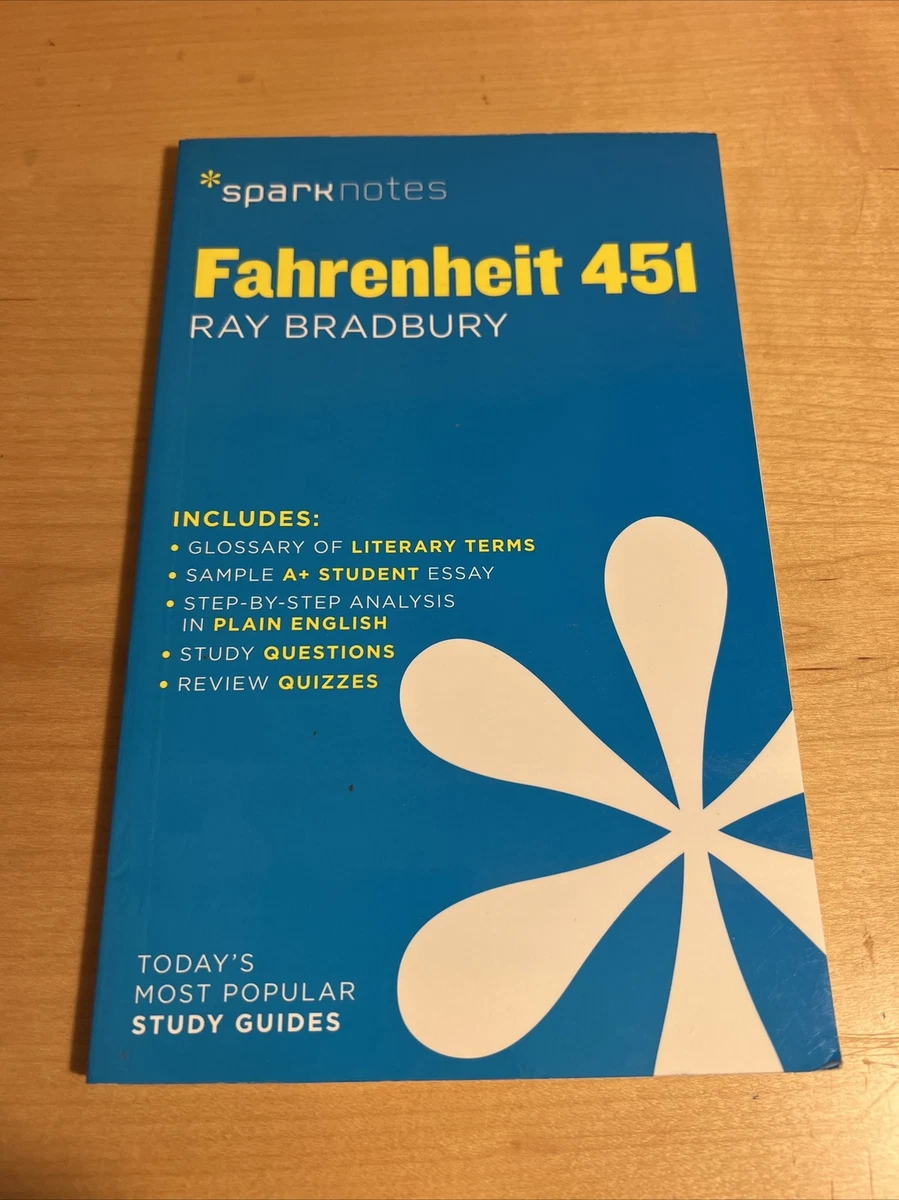 *sparknotes
Fahrenheit 451
RAY BRADBURY
INCLUDES:
• GLOSSARY OF LITERARY TERMS
• SAMPLE A+ STUDENT ESSAY
• STEP-BY-STEP ANALYSIS
IN PLAIN ENGLISH
• STUDY QUESTIONS
• REVIEW QUIZZES
TODAY'S
MOST POPULAR
STUDY GUIDES